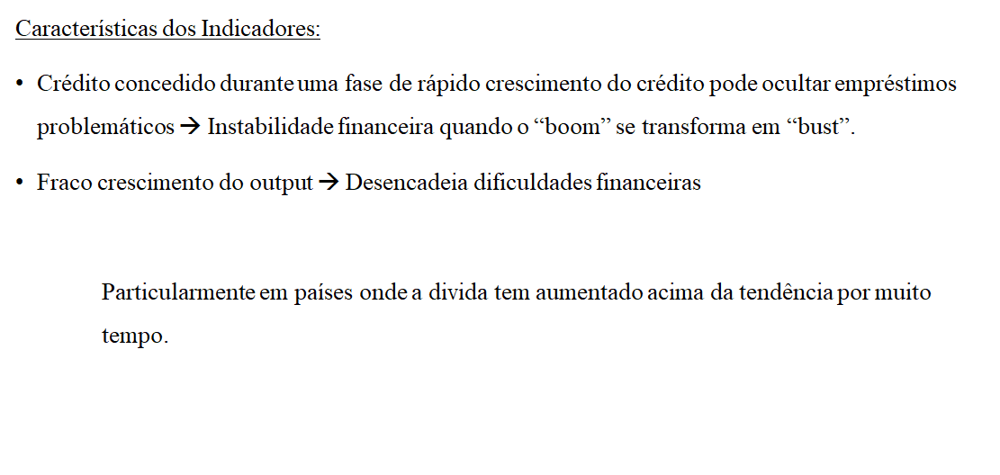 Características dos Indicadores:
• Crédito concedido durante uma fase de rápido crescimento do crédito pode ocultar empréstimos
problemáticos → Instabilidade financeira quando o “boom” se transforma em “bust”.
• Fraco crescimento do output → Desencadeia dificuldades financeiras
Particularmente em países onde a divida tem aumentado acima da tendência por muito
tempo.